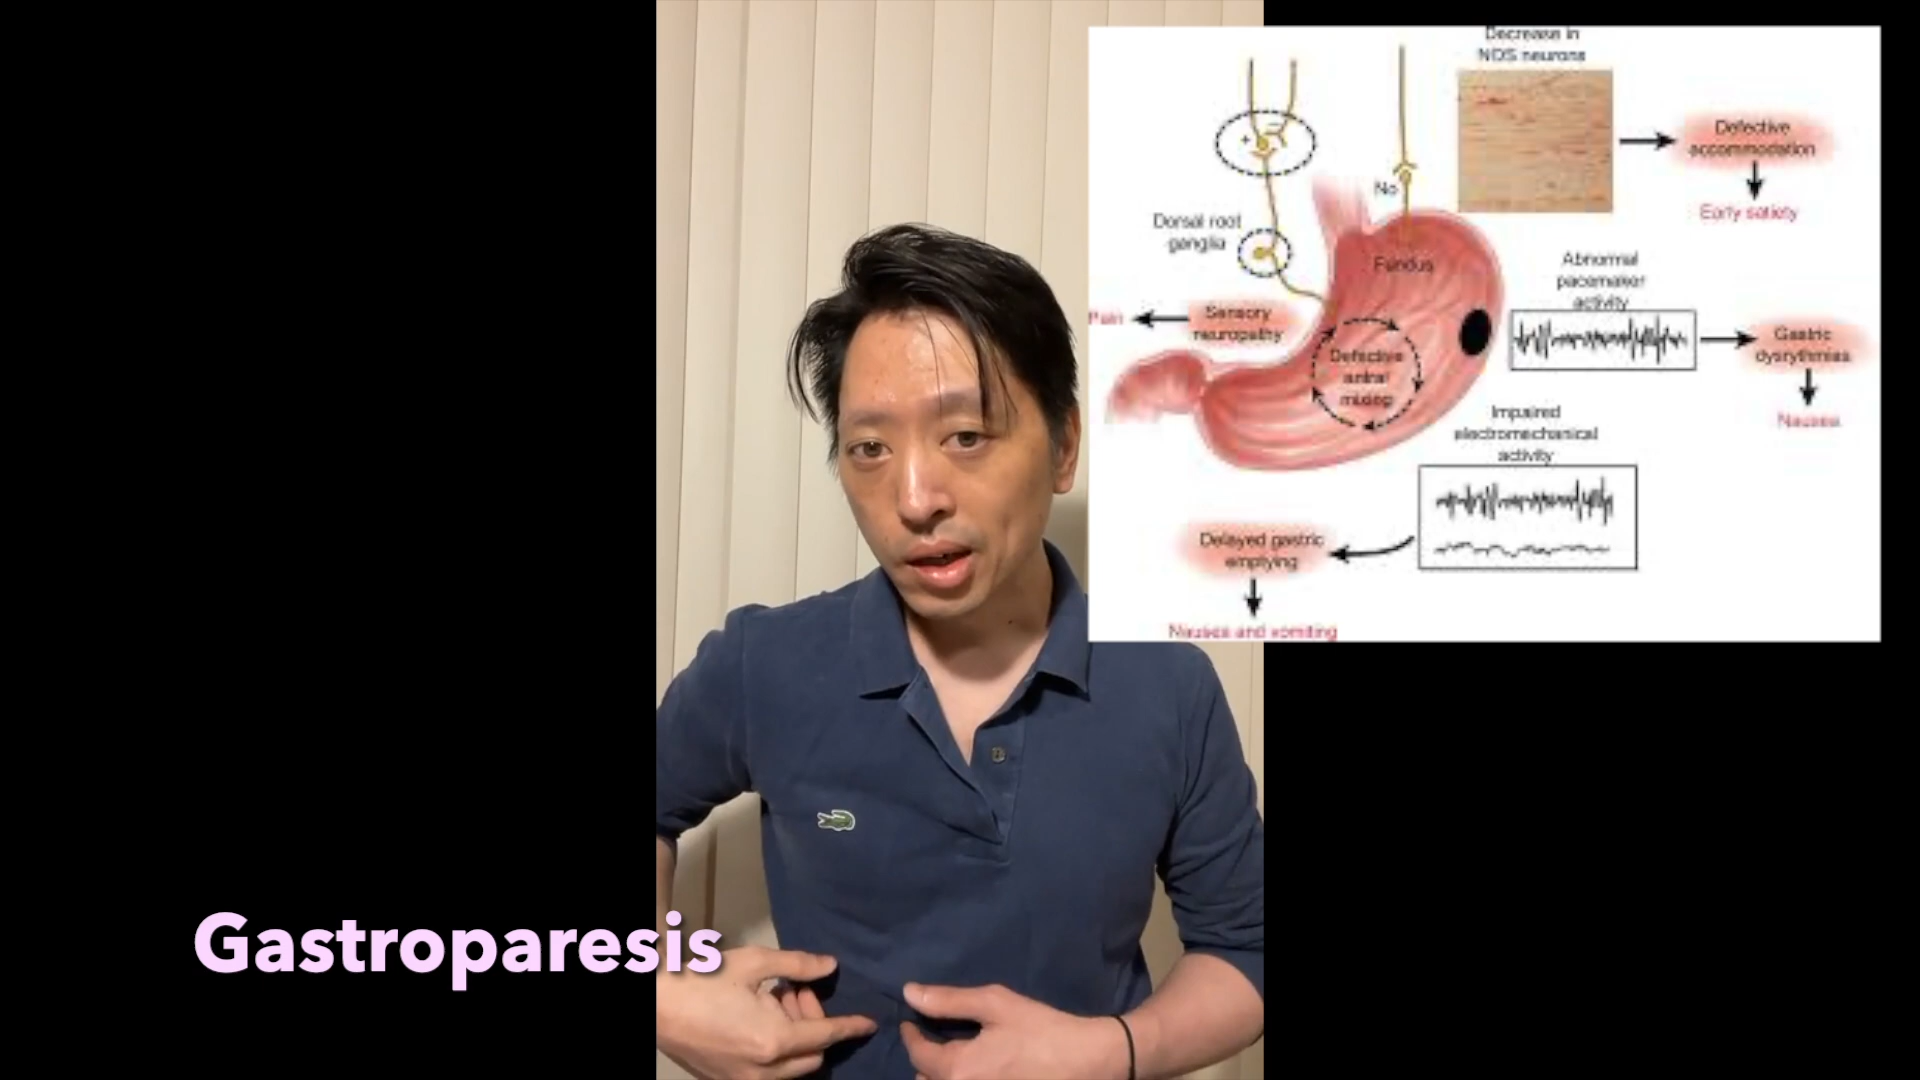 Decrease in
NOS neurons
Defective
accommodation
Early satiety
No
Dorsal root
ganglia
Fundus
Abnormal
pacemaker
activity
Pain
Sensory
neuropathy
Gastric
dysrythmias
Defective
antral
mixing
Nausea
Impaired
electromechanical
activity
Delayed gastric
emptying
Nausea and vomiting
Gastroparesis